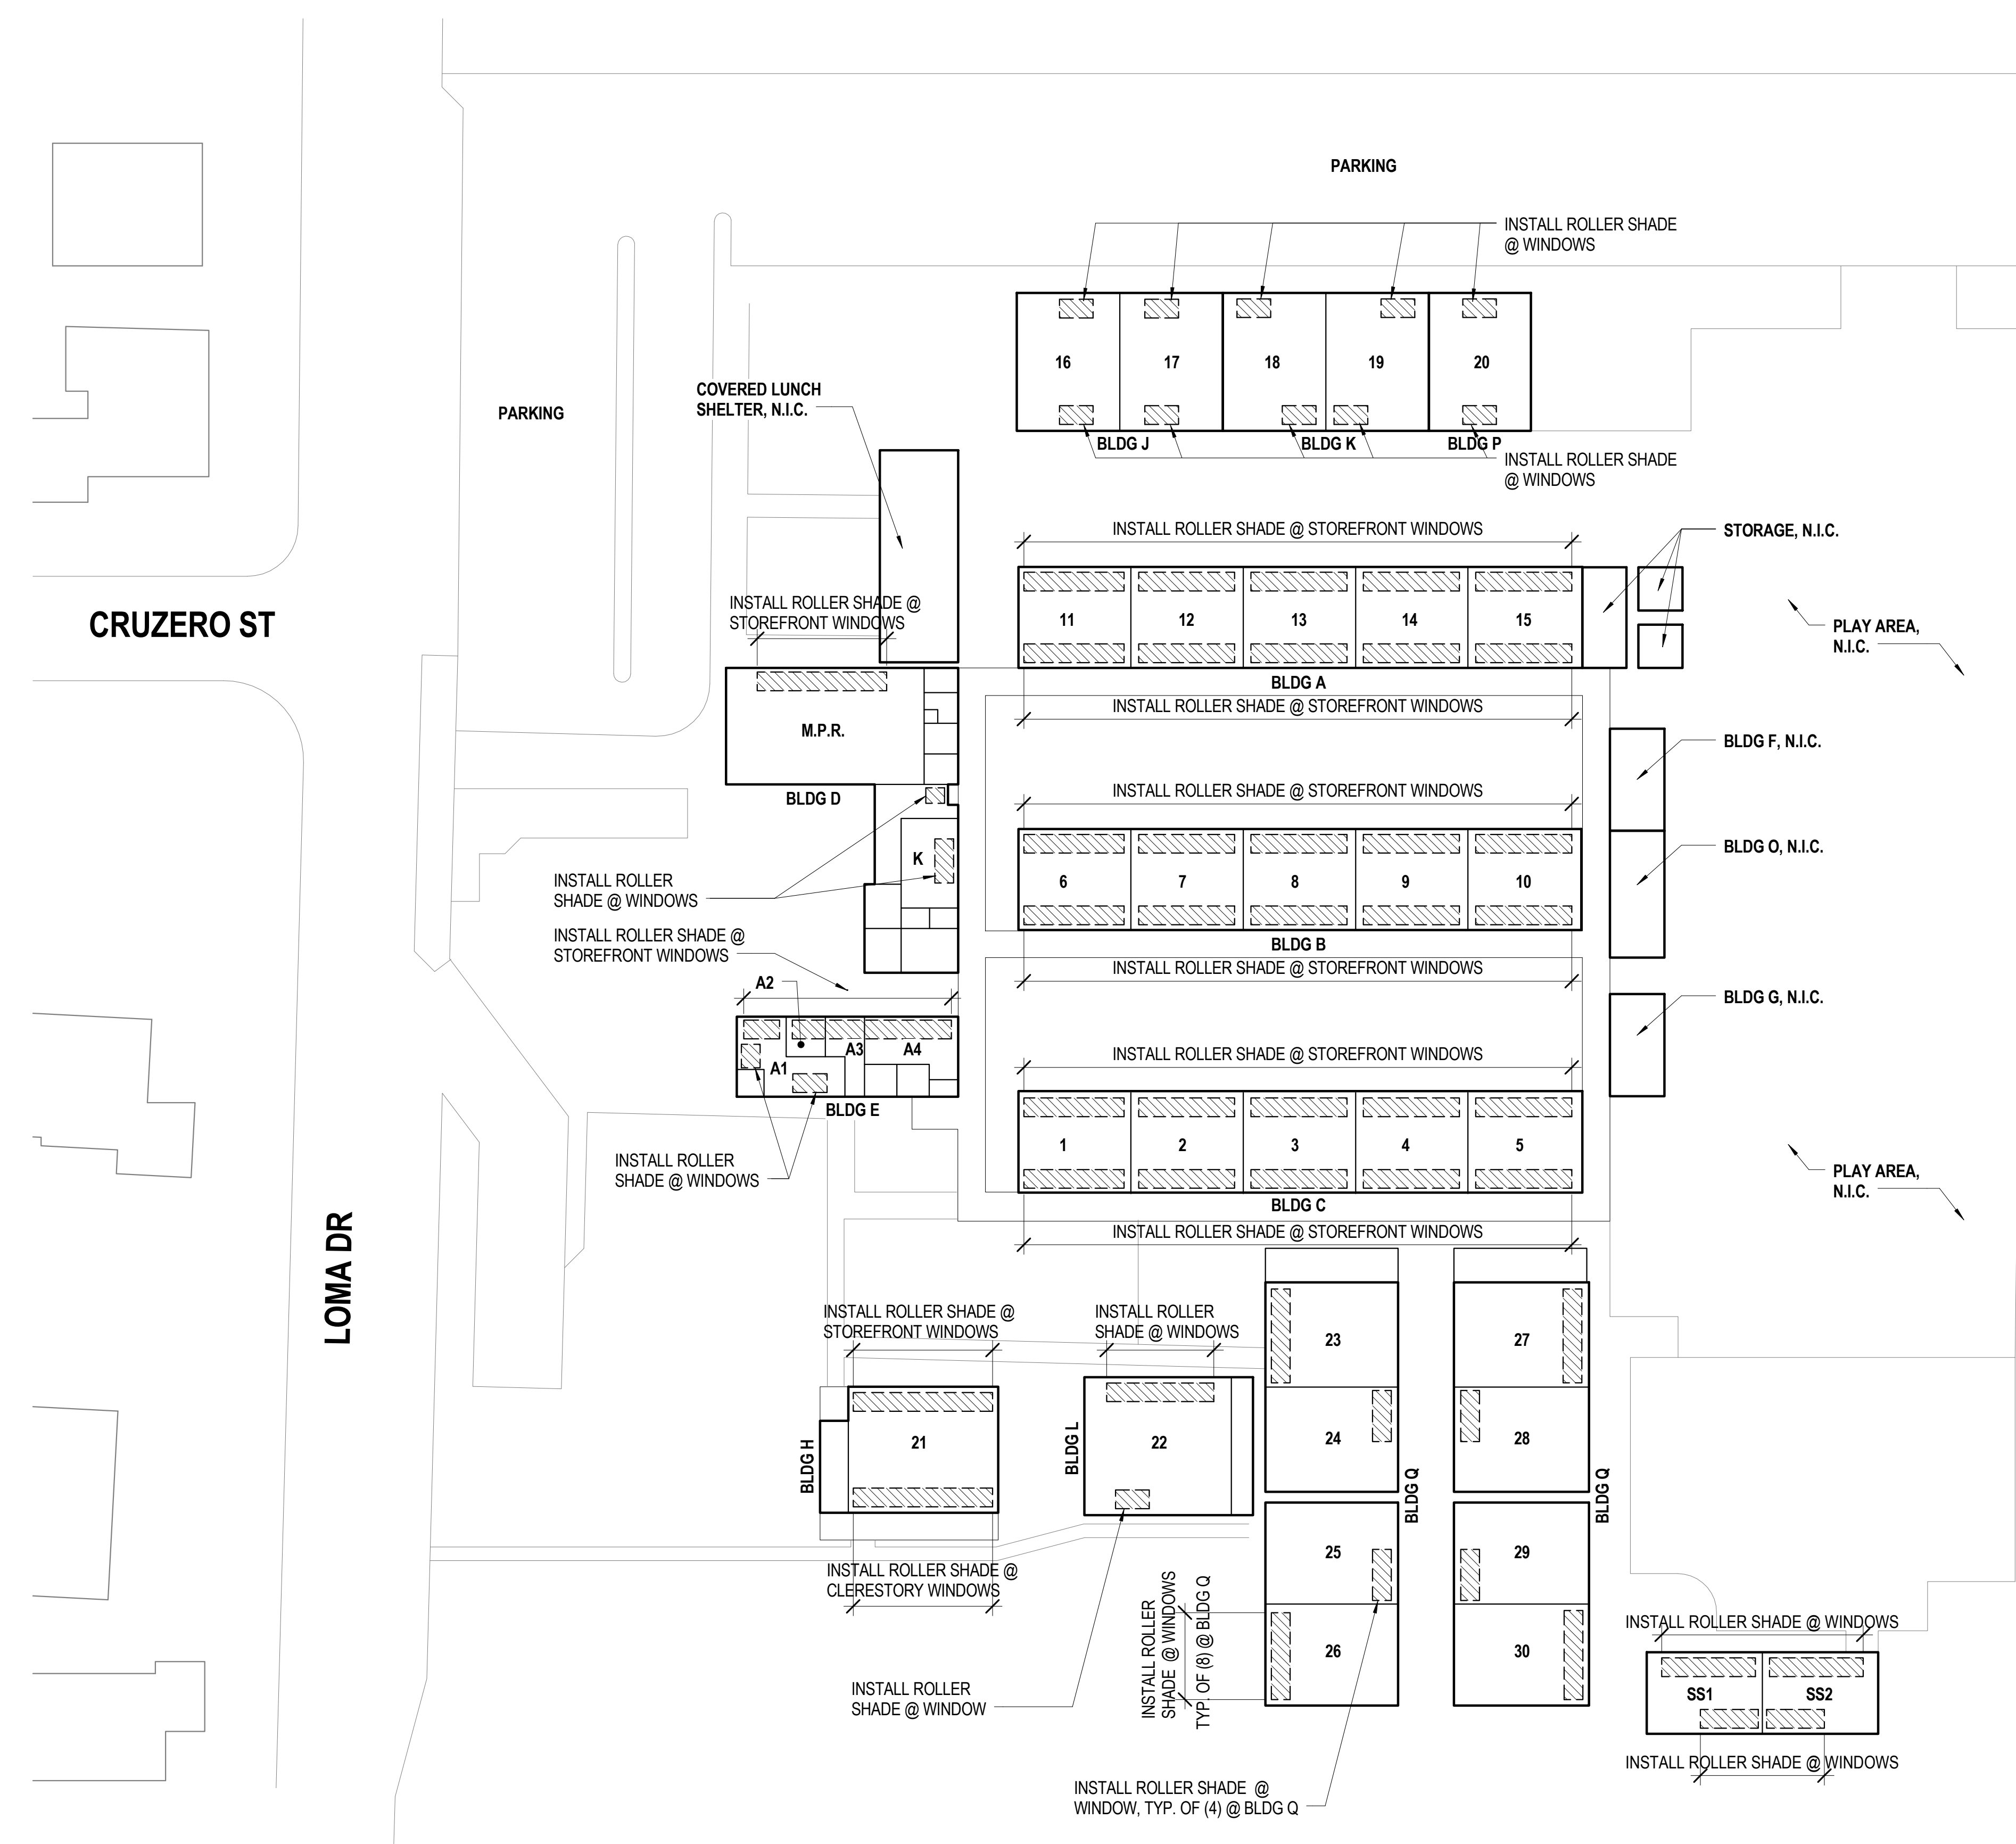 PARKING
INSTALL ROLLER SHADE
@ WINDOWS
16
17
18
19
20
COVERED LUNCH
SHELTER, N.I.C.
PARKING
BLDG J
BLDG K
BLDG P
INSTALL ROLLER SHADE
@ WINDOWS
INSTALL ROLLER SHADE @ STOREFRONT WINDOWS
STORAGE, N.I.C.
CRUZERO ST
INSTALL ROLLER SHADE @
STOREFRONT WINDOWS
11
12
13
14
15
PLAY AREA,
N.I.C.
BLDG A
INSTALL ROLLER SHADE @ STOREFRONT WINDOWS
M.P.R.
BLDG F, N.I.C.
BLDG D
INSTALL ROLLER SHADE @ STOREFRONT WINDOWS
BLDG O, N.I.C.
K
INSTALL ROLLER
SHADE @ WINDOWS
6
7
8
9
10
INSTALL ROLLER SHADE @
STOREFRONT WINDOWS
BLDG B
INSTALL ROLLER SHADE @ STOREFRONT WINDOWS
A2
BLDG G, N.I.C.
A3
A4
A1
INSTALL ROLLER SHADE @ STOREFRONT WINDOWS
BLDG E
1
2
3
4
5
INSTALL ROLLER
SHADE @ WINDOWS
PLAY AREA,
N.I.C.
BLDG C
INSTALL ROLLER SHADE @ STOREFRONT WINDOWS
LOMA DR
INSTALL ROLLER SHADE @
STOREFRONT WINDOWS
INSTALL ROLLER
SHADE @ WINDOWS
23
27
BLDG H
21
BLDG L
22
24
28
BLDG Q
BLDG Q
25
29
INSTALL ROLLER SHADE @
CLERESTORY WINDOWS
INSTALL ROLLER
SHADE @ WINDOWS
TYP. OF (8) @ BLDG Q
26
30
INSTALL ROLLER SHADE @ WINDOWS
INSTALL ROLLER
SHADE @ WINDOW
SS1
SS2
INSTALL ROLLER SHADE @ WINDOWS
INSTALL ROLLER SHADE @
WINDOW, TYP. OF (4) @ BLDG Q